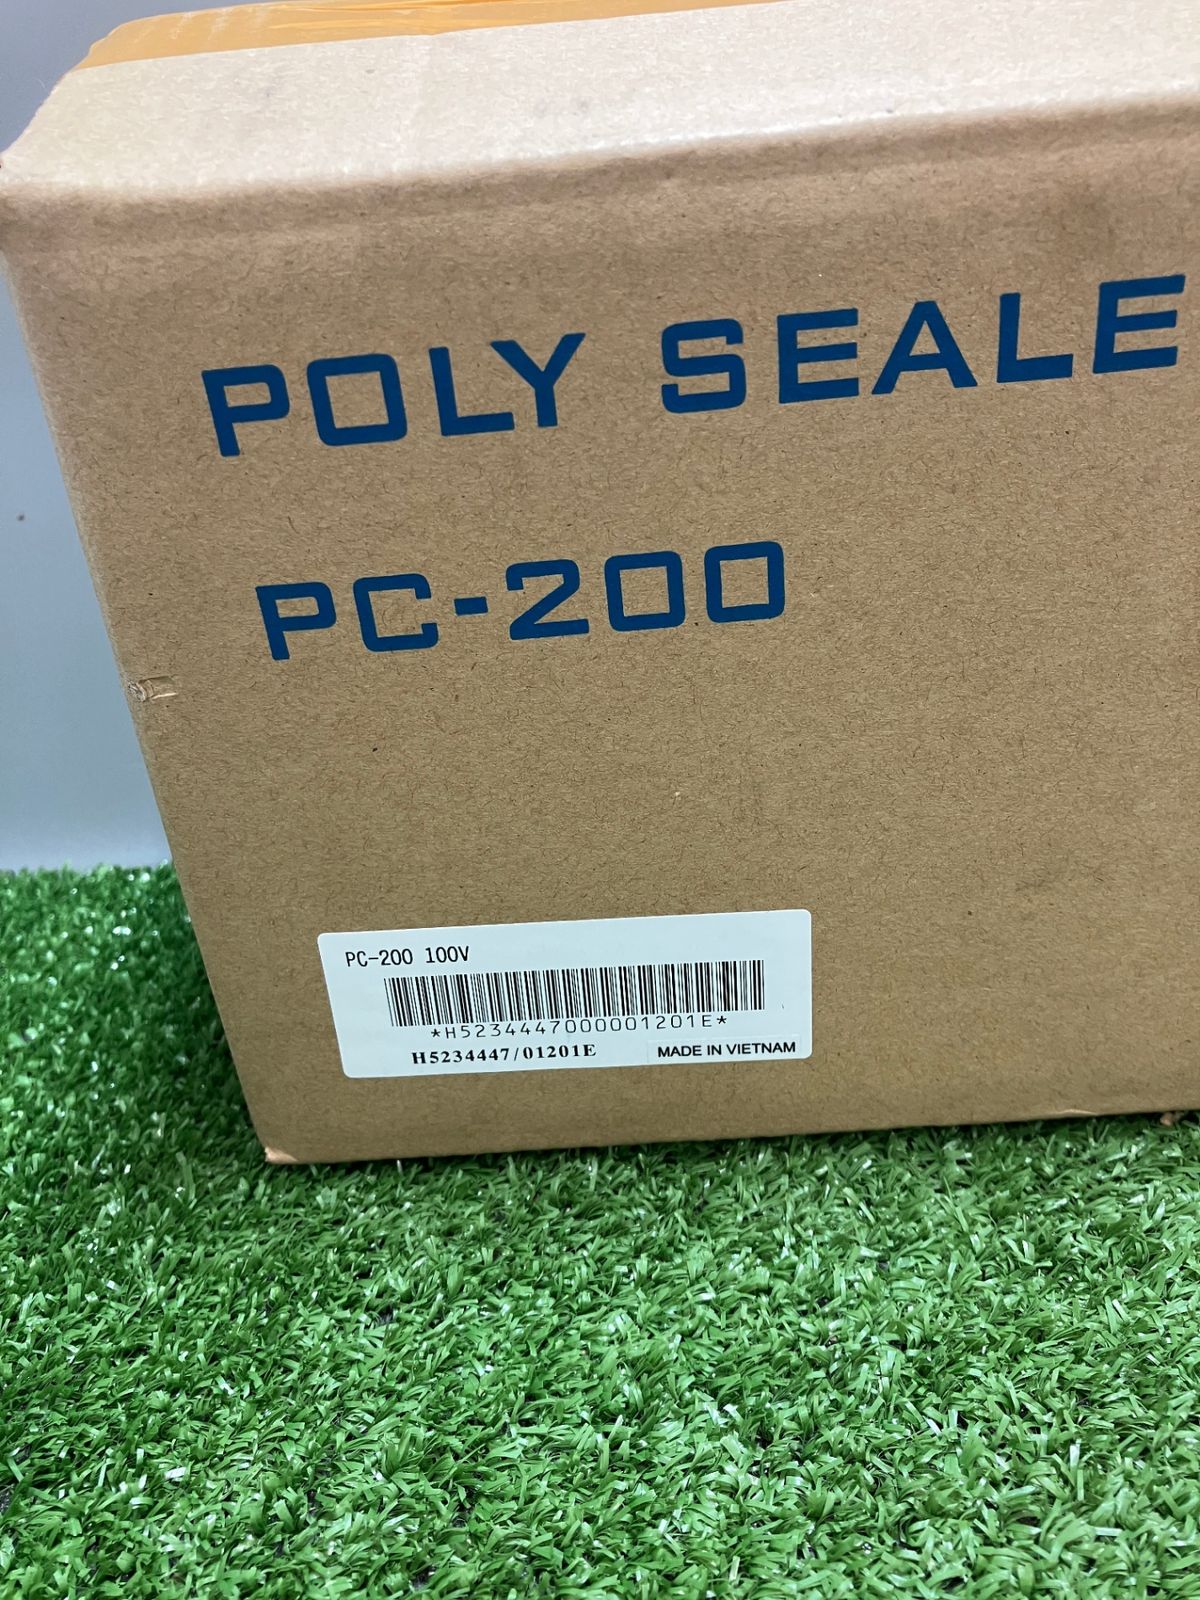 POLY SEALE
PC-200
PC-200 100V
*H5234447000001201E*
H5234447/01201E MADE IN VIETNAM